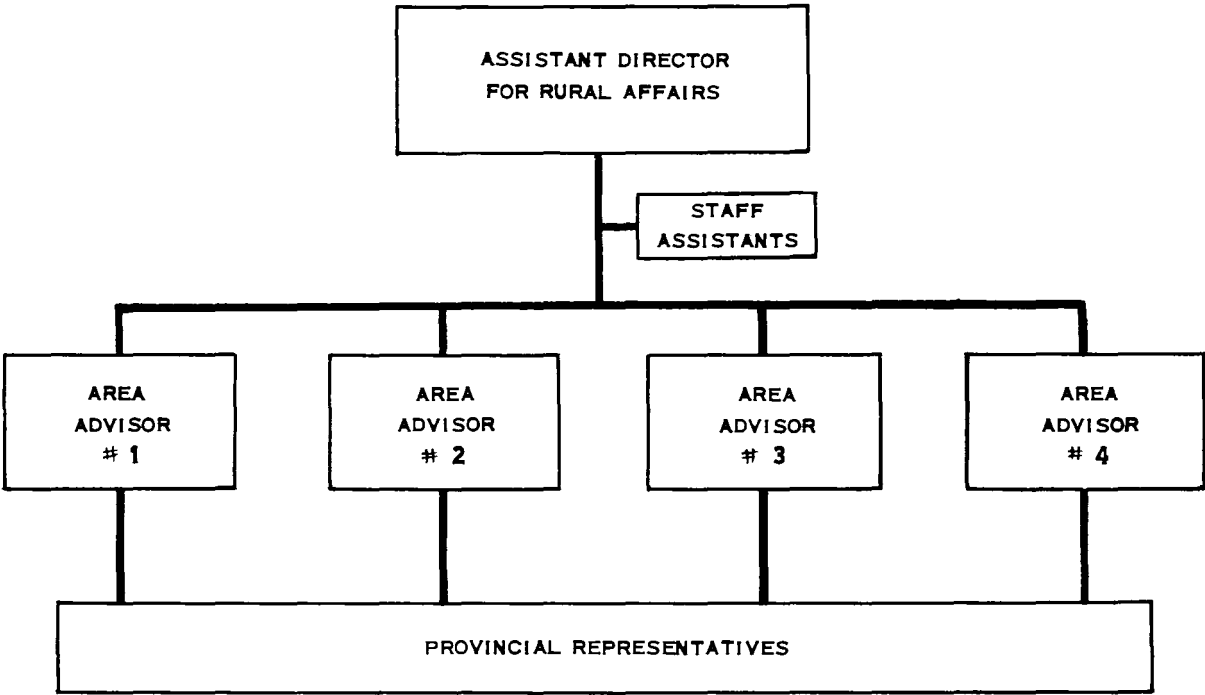 ASSISTANT DIRECTOR
FOR RURAL AFFAIRS
STAFF
ASSISTANTS
AREA
ADVISOR
# 1
AREA
ADVISOR
# 2
AREA
ADVISOR
# 3
AREA
ADVISOR
# 4
PROVINCIAL REPRESENTATIVES